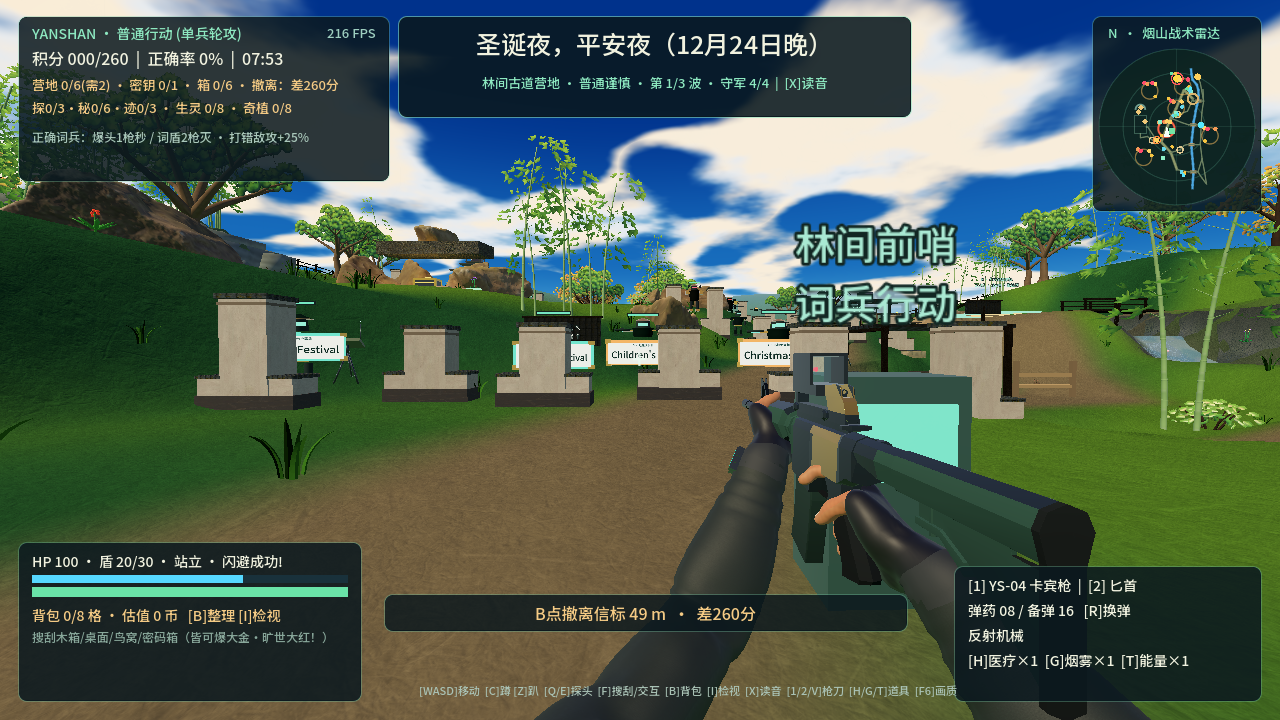 YANSHAN · 普通行动 (单兵轮攻) 216 FPS
积分 000/260 | 正确率 0% | 07:53
营地 0/6(需2) · 密钥 0/1 · 箱 0/6 · 撤离：差260分
探0/3·秘0/6·迹0/3 · 生灵 0/8 · 奇植 0/8
正确词兵：爆头1枪秒 / 词盾2枪灭 · 打错敌攻+25%
圣诞夜，平安夜（12月24日晚）
林间古道营地 · 普通谨慎 · 第 1/3 波 · 守军 4/4 | [X]读音
N · 烟山战术雷达
林间前哨
词兵行动
Festival
Children's
Christmas
HP 100 · 盾 20/30 · 站立 · 闪避成功!
背包 0/8 格 · 估值 0 币 [B]整理 [I]检视
搜刮木箱/桌面/鸟窝/密码箱（皆可爆大金·旷世大红！）
B点撤离信标 49 m · 差260分
[1] YS-04 卡宾枪 | [2] 匕首
弹药 08 / 备弹 16 [R]换弹
反射机械
[H]医疗×1 [G]烟雾×1 [T]能量×1
[WASD]移动 [C]蹲 [Z]趴 [Q/E]探头 [F]搜刮/交互 [B]背包 [I]检视 [X]读音 [1/2/V]枪刀 [H/G/T]道具 [F6]画质